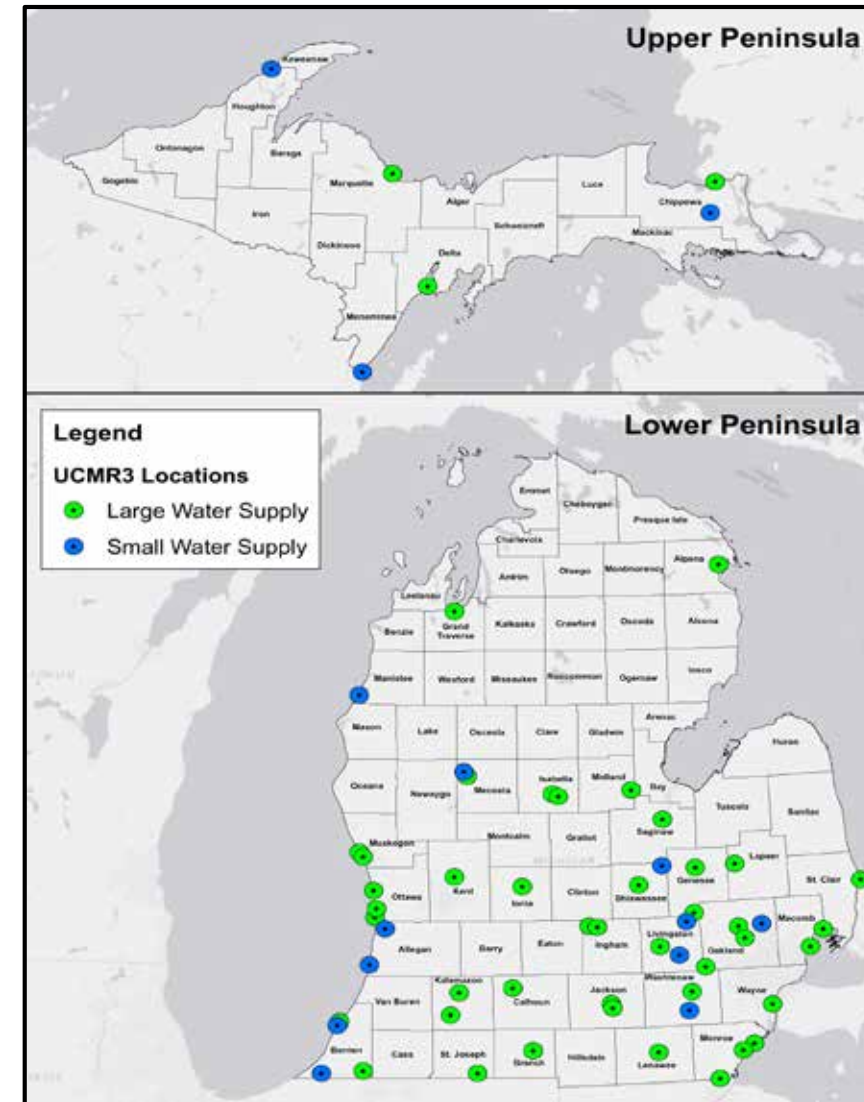 Upper Peninsula
Keweenaw
Houghton
Ontonagon
Baraga
Gogebic
Marquette
Luce
Alger
Chippewa
Iron
Schoolcraft
Mackinac
Dickinson
Delta
Menominee
Lower Peninsula
Legend
UCMR3 Locations
Large Water Supply
Small Water Supply
Emmet
Cheboygan
Presque Isle
Charlevoix
Antrim
Otsego
Montmorency
Alpena
Leelanau
Benzie
Grand
Traverse
Kalkaska
Crawford
Oscoda
Alcona
Manistee
Wexford
Missaukee
Roscommon
Ogemaw
Iosco
Arenac
Mason
Lake
Osceola
Clare
Gladwin
Huron
Oceana
Newaygo
Mecosta
Isabella
Midland
Bay
Tuscola
Sanilac
Muskegon
Montcalm
Gratiot
Saginaw
Lapeer
St. Clair
Ottawa
Kent
Ionia
Clinton
Shiawassee
Genesee
Macomb
Allegan
Barry
Eaton
Ingham
Livingston
Oakland
Van Buren
Kalamazoo
Calhoun
Jackson
Washtenaw
Wayne
Berrien
Cass
St. Joseph
Branch
Hillsdale
Lenawee
Monroe